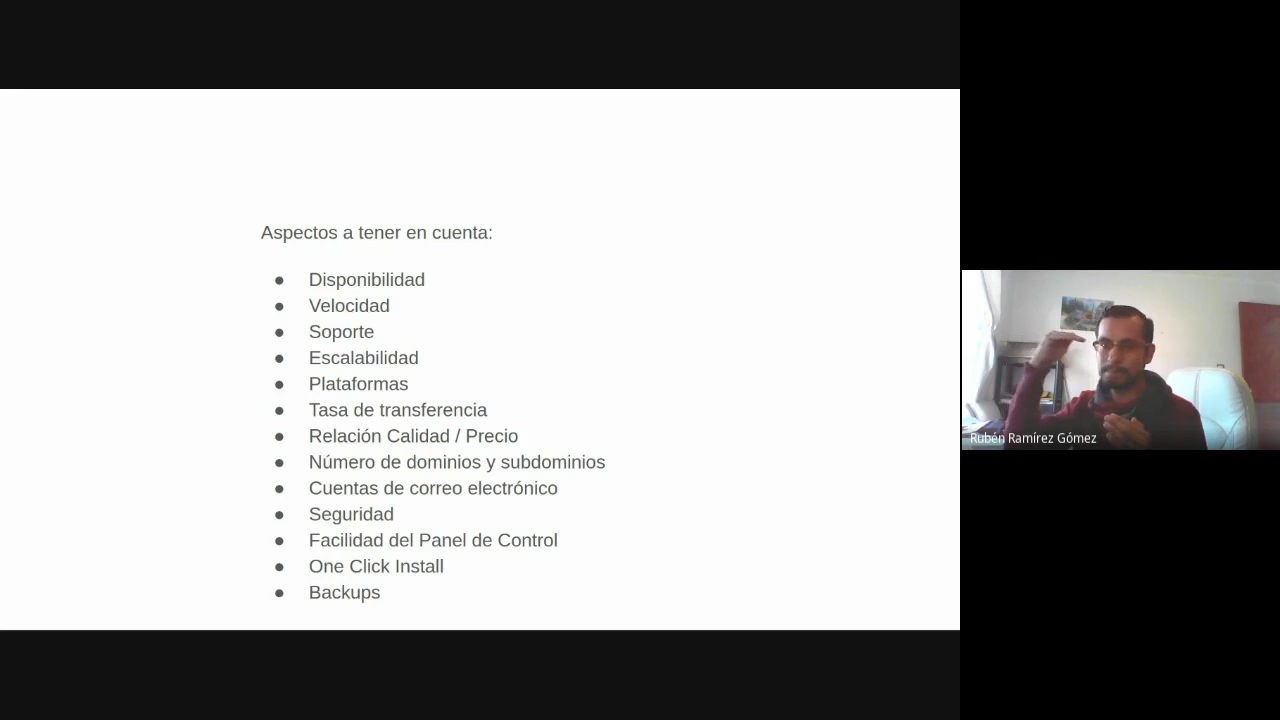 Aspectos a tener en cuenta:
● Disponibilidad
● Velocidad
● Soporte
● Escalabilidad
● Plataformas
● Tasa de transferencia
● Relación Calidad / Precio
● Número de dominios y subdominios
● Cuentas de correo electrónico
● Seguridad
● Facilidad del Panel de Control
● One Click Install
● Backups
Rubén Ramírez Gómez